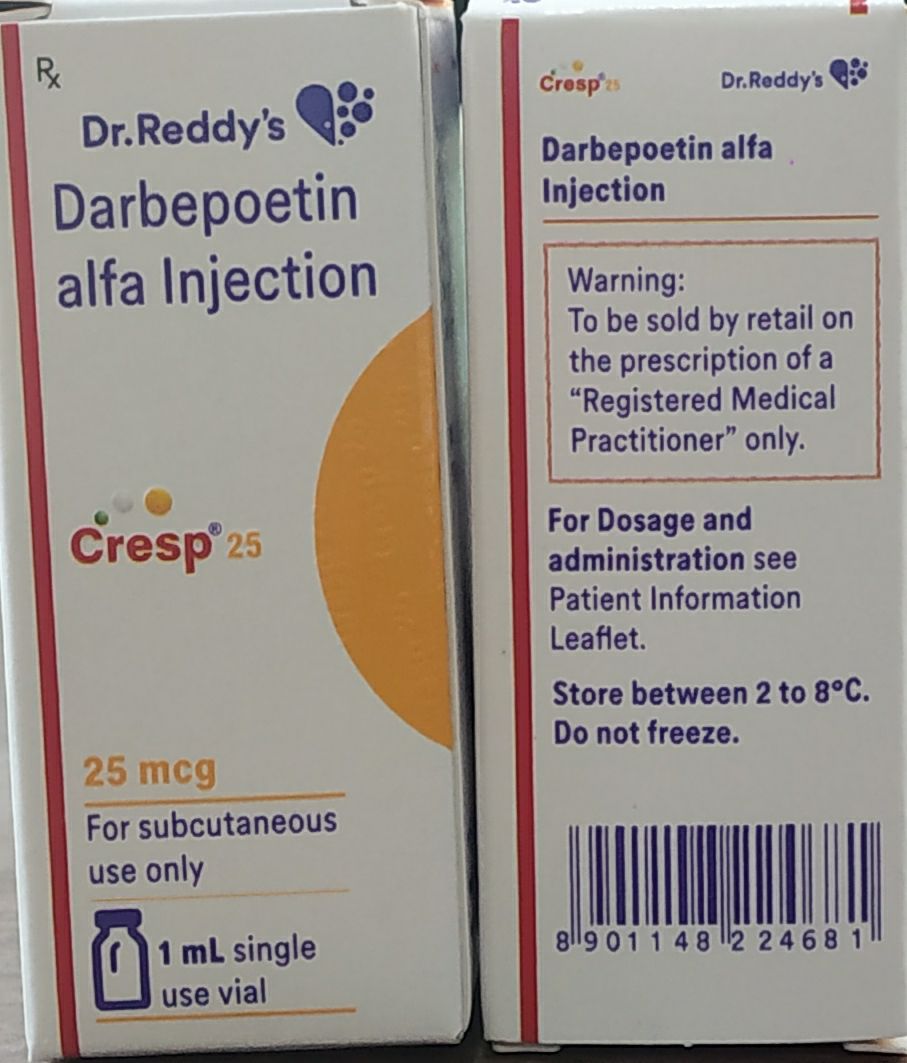 Rx
Dr.Reddy's
Darbepoetin
alfa Injection
Cresp® 25
25 mcg
For subcutaneous
use only
1 mL single
use vial
Cresp® 25
Dr.Reddy's
Darbepoetin alfa
Injection
Warning:
To be sold by retail on
the prescription of a
“Registered Medical
Practitioner” only.
For Dosage and
administration see
Patient Information
Leaflet.
Store between 2 to 8°C.
Do not freeze.
8 901148 224681